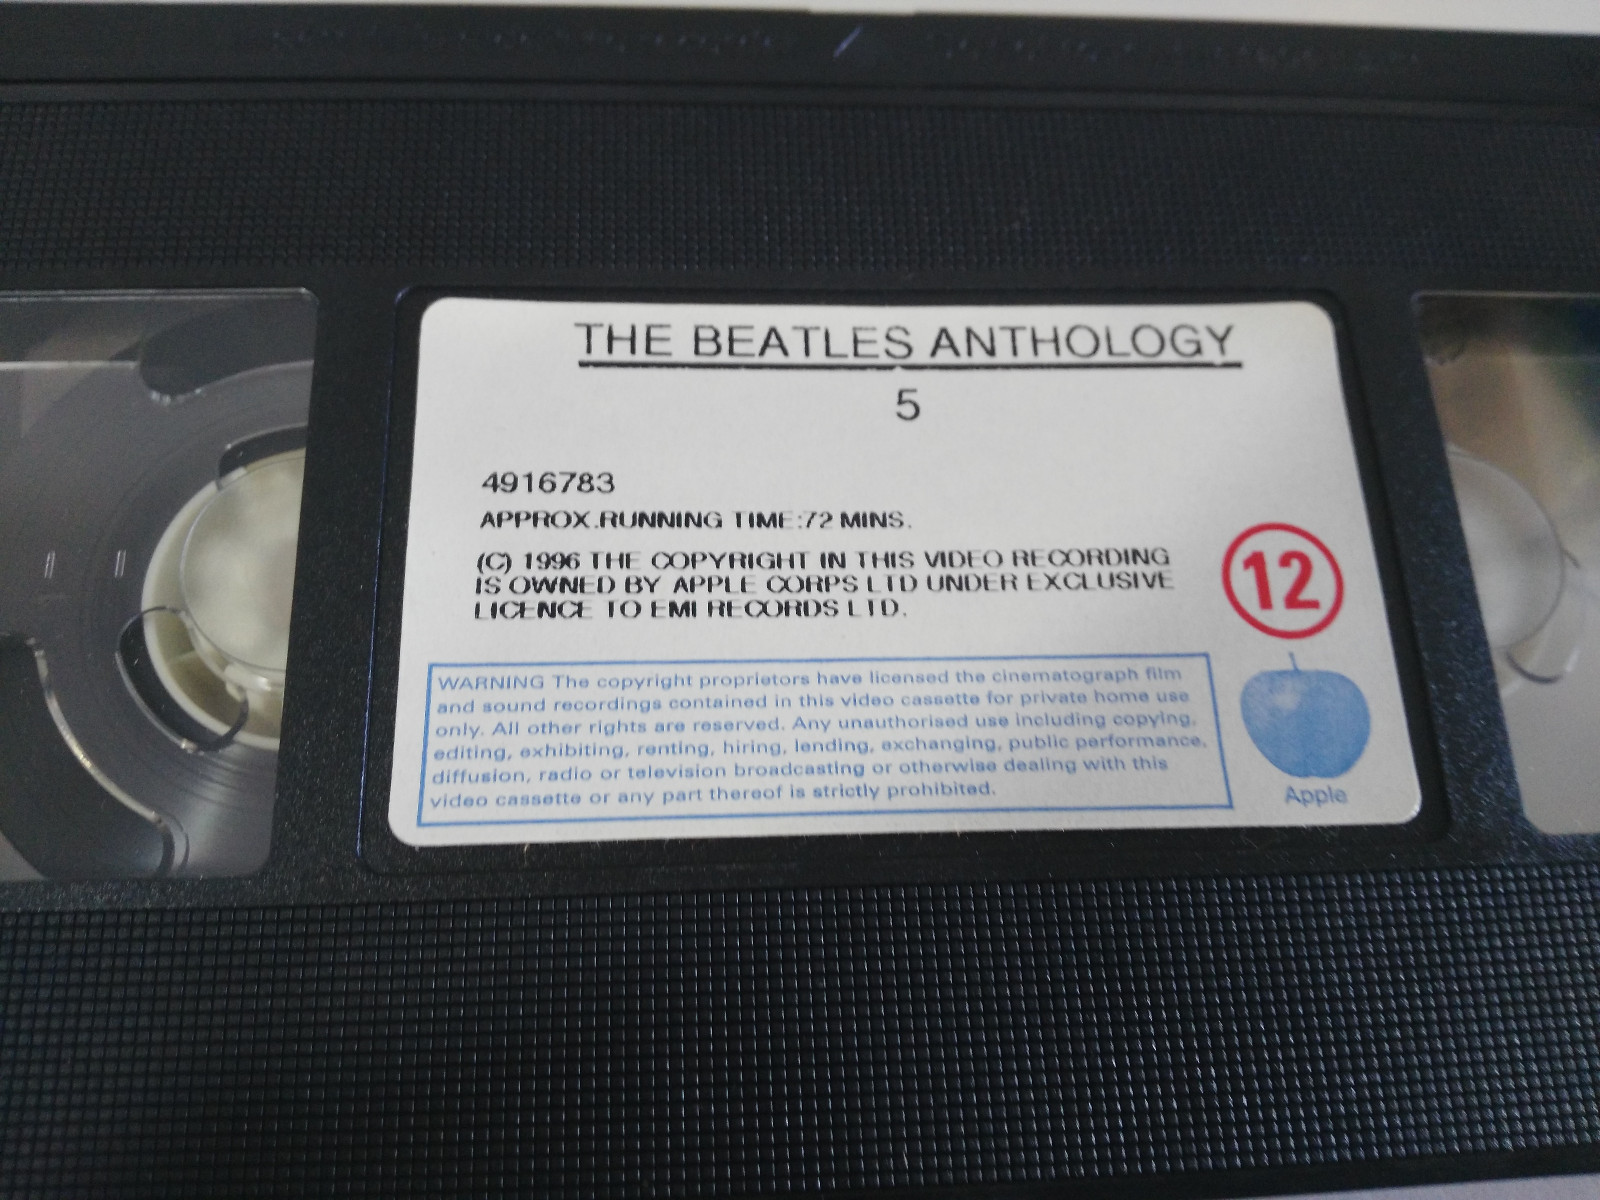 THE BEATLES ANTHOLOGY
5
4916783
APPROX.RUNNING TIME:72 MINS.
(C) 1996 THE COPYRIGHT IN THIS VIDEO RECORDING
IS OWNED BY APPLE CORPS LTD UNDER EXCLUSIVE
LICENCE TO EMI RECORDS LTD.
12
WARNING The copyright proprietors have licensed the cinematograph film
and sound recordings contained in this video cassette for private home use
only. All other rights are reserved. Any unauthorised use including copying,
editing, exhibiting, renting, hiring, lending, exchanging, public performance,
diffusion, radio or television broadcasting or otherwise dealing with this
video cassette or any part thereof is strictly prohibited.
Apple